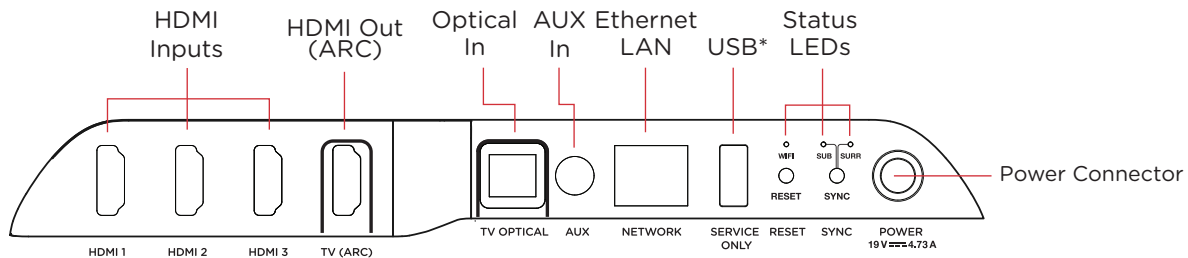 HDMI
Inputs
HDMI Out
(ARC)
Optical
In
AUX
In
Ethernet
LAN
USB*
Status
LEDs
Power Connector
WIFI
SUB
SURR
RESET
SYNC
HDMI 1
HDMI 2
HDMI 3
TV (ARC)
TV OPTICAL
AUX
NETWORK
SERVICE
ONLY
RESET
SYNC
POWER
19 V ⎓ 4.73 A